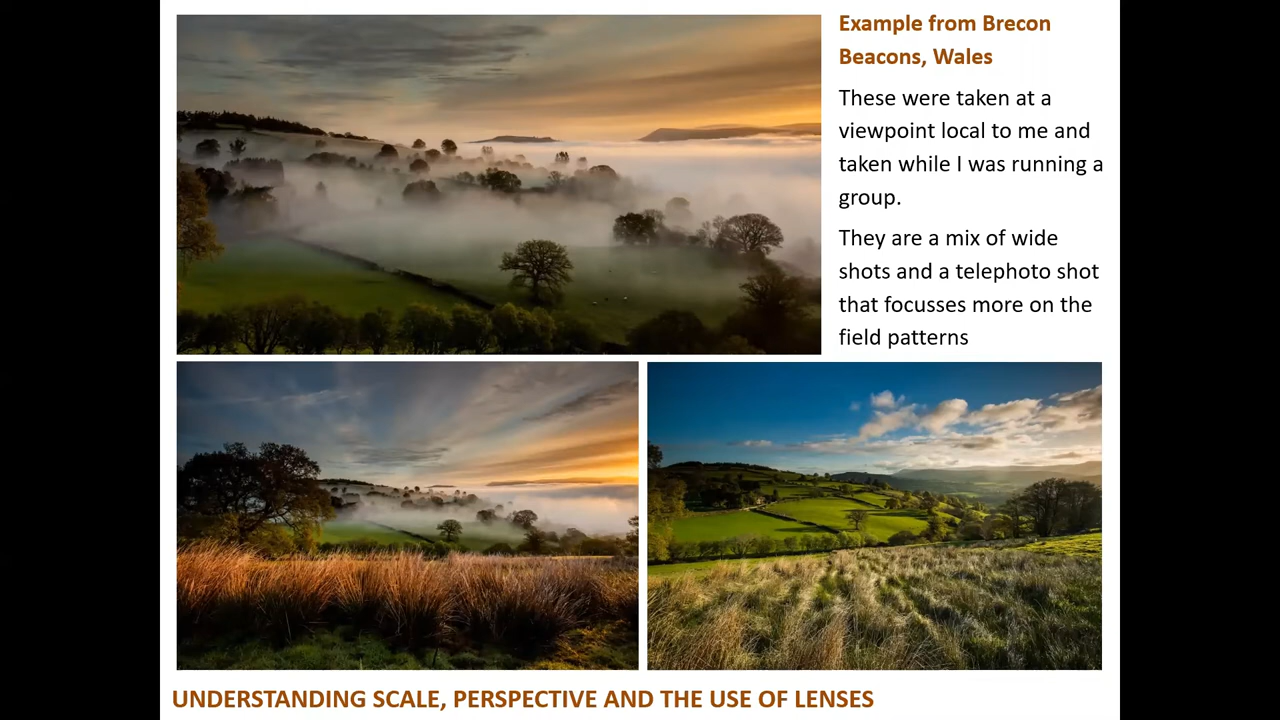 Example from Brecon
Beacons, Wales
These were taken at a
viewpoint local to me and
taken while I was running a
group.
They are a mix of wide
shots and a telephoto shot
that focusses more on the
field patterns
UNDERSTANDING SCALE, PERSPECTIVE AND THE USE OF LENSES